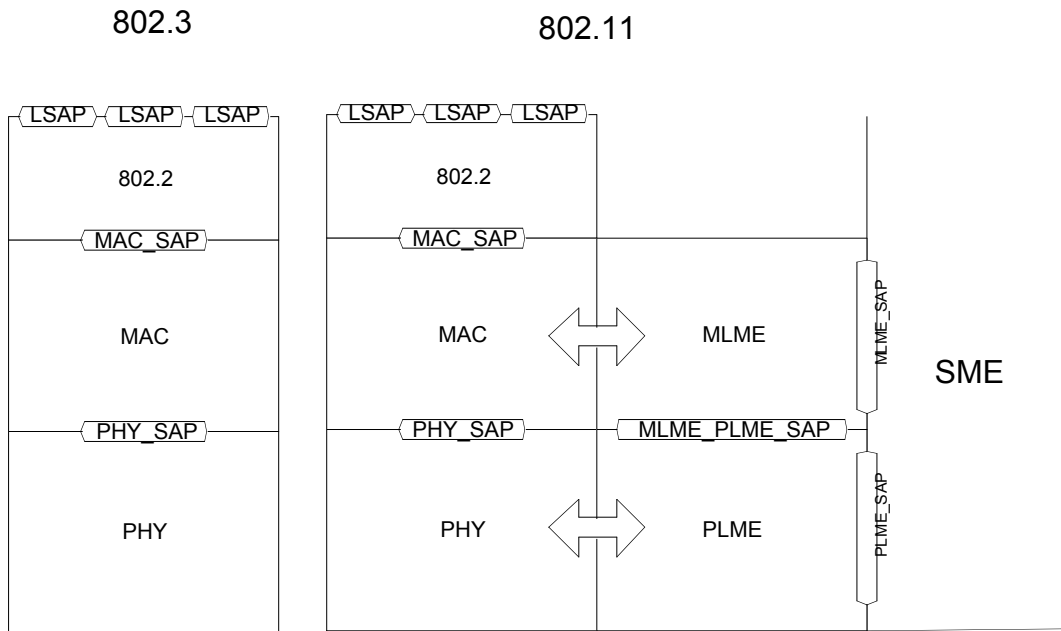 802.3 802.11
LSAP LSAP LSAP LSAP LSAP LSAP
802.2 802.2
MAC_SAP MAC_SAP
MLME_SAP
MAC MAC MLME
SME
PHY_SAP PHY_SAP MLME_PLME_SAP
PLME_SAP
PHY PHY PLME